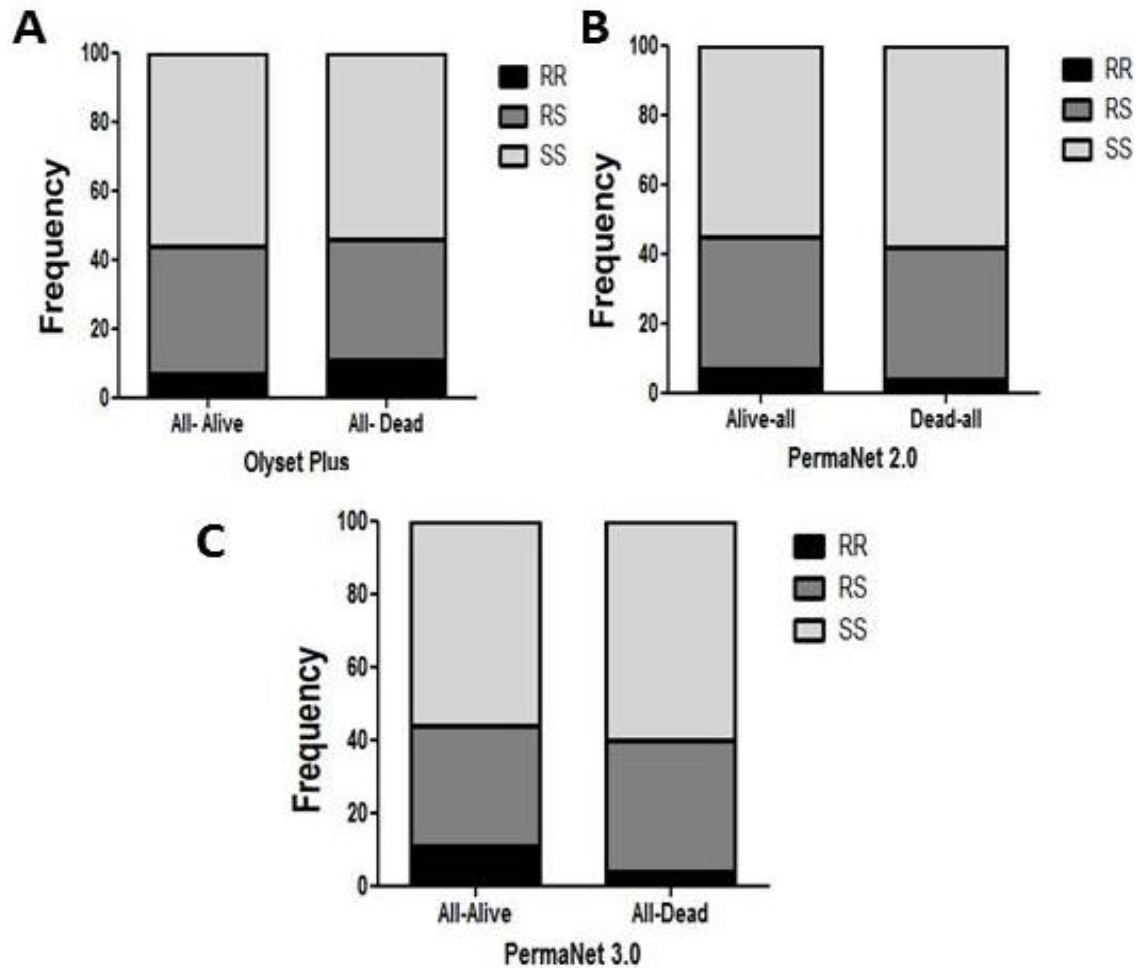 A
Frequency
100
80
60
40
20
0
All- Alive
All- Dead
Olyset Plus
RR
RS
SS
B
Frequency
100
80
60
40
20
0
Alive-all
Dead-all
PermaNet 2.0
RR
RS
SS
C
Frequency
100
80
60
40
20
0
All-Alive
All-Dead
PermaNet 3.0
RR
RS
SS